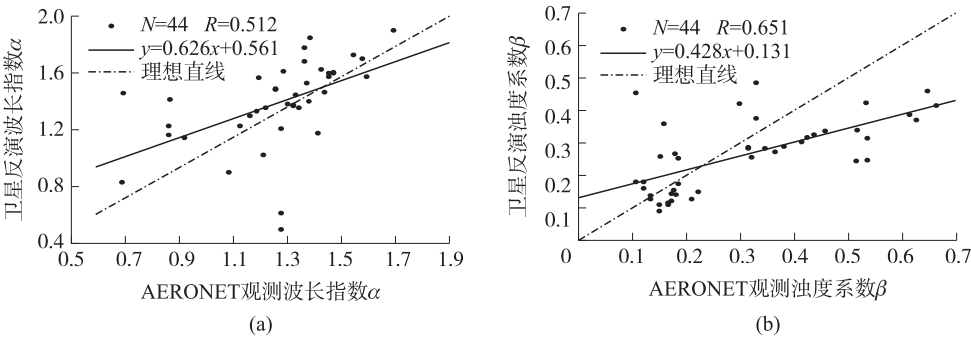 卫星反演波长指数α
2.0
1.6
1.2
0.8
0.4
N=44 R=0.512
y=0.626x+0.561
理想直线
0.5 0.7 0.9 1.1 1.3 1.5 1.7 1.9
AERONET观测波长指数α
(a)
卫星反演浊度系数β
0.7
0.6
0.5
0.4
0.3
0.2
0.1
N=44 R=0.651
y=0.428x+0.131
理想直线
0 0.1 0.2 0.3 0.4 0.5 0.6 0.7
AERONET观测浊度系数β
(b)